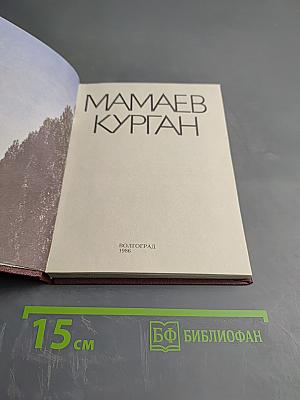 МАМАЕВ
КУРГАН
ВОЛГОГРАД
1986
15 см
БФ БИБЛИОФАН